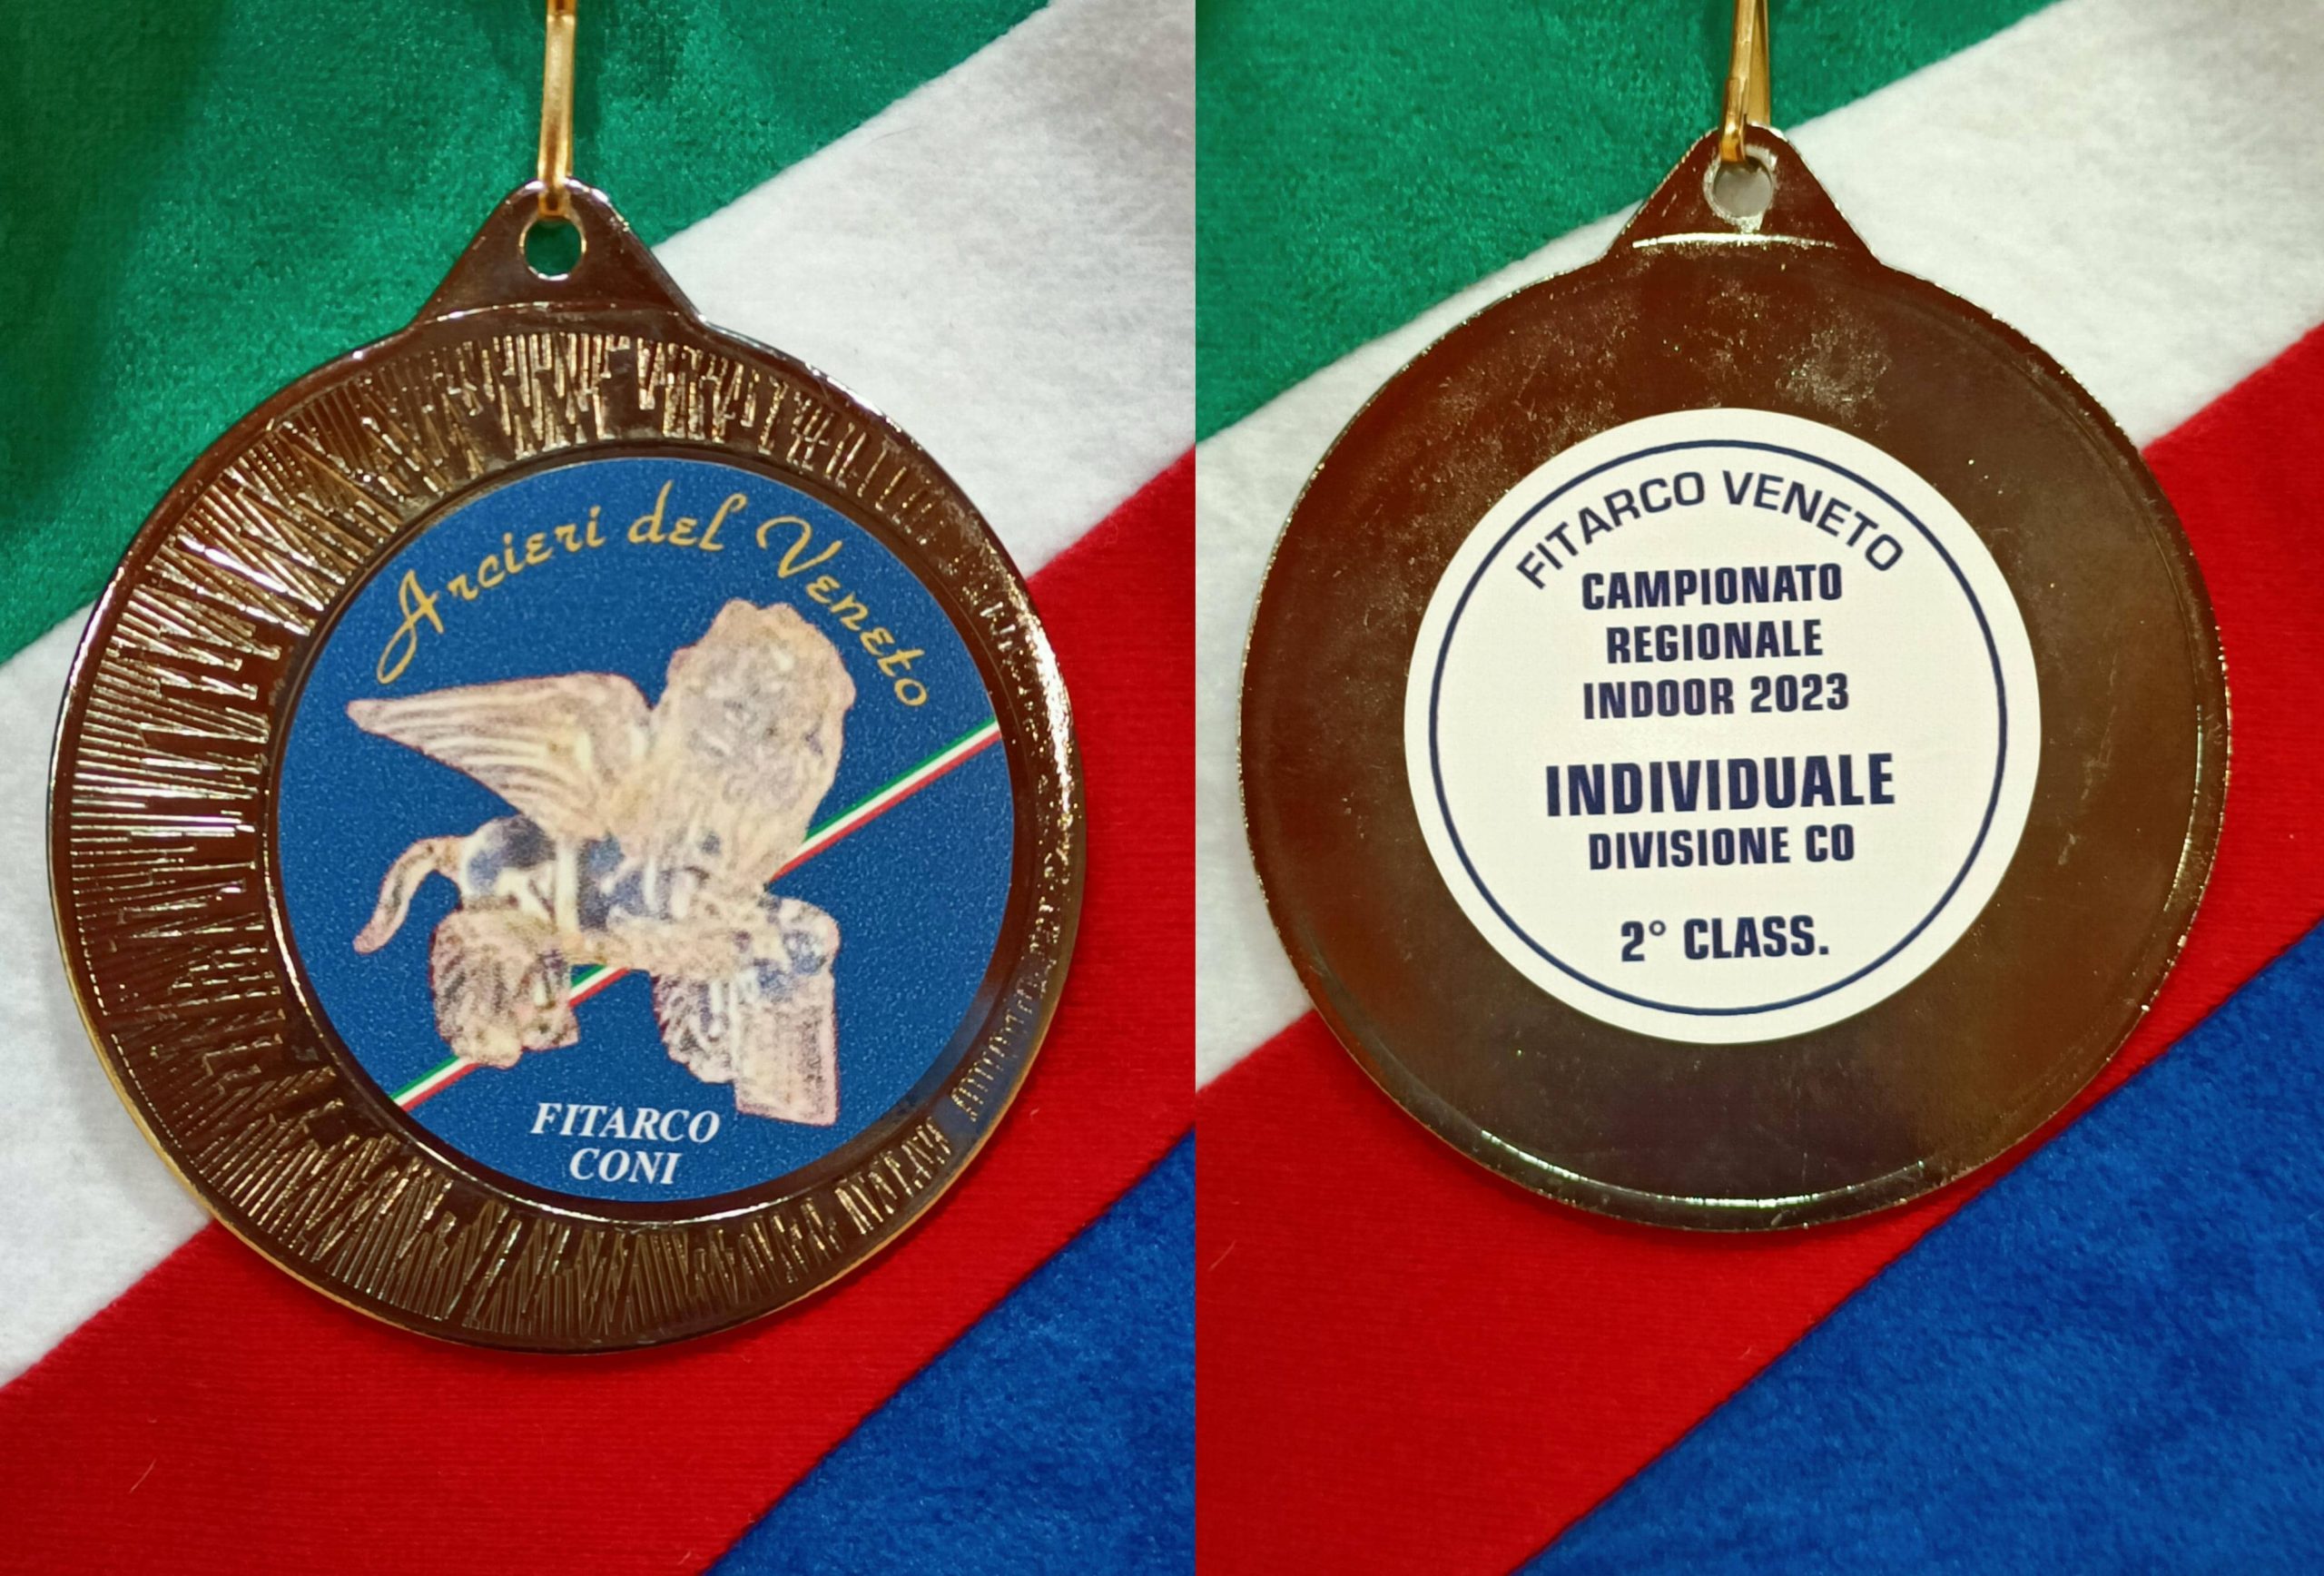 Arcieri del Veneto
FITARCO
CONI
FITARCO VENETO
CAMPIONATO
REGIONALE
INDOOR 2023
INDIVIDUALE
DIVISIONE CO
2° CLASS.